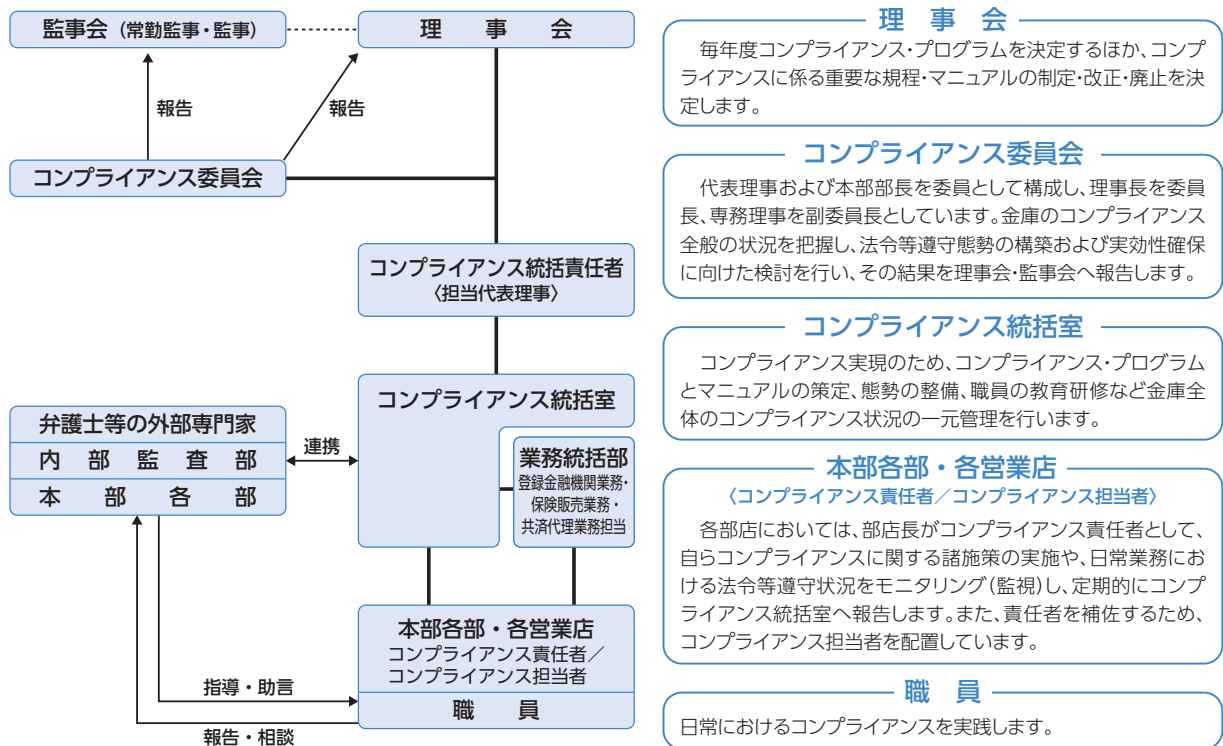 監事会（常勤監事・監事）
理事会
報告
報告
コンプライアンス委員会
コンプライアンス統括責任者
〈担当代表理事〉
コンプライアンス統括室
弁護士等の外部専門家
内部監査部
本部各部
連携
業務統括部
登録金融機関業務・
保険販売業務・
共済代理業務担当
本部各部・各営業店
コンプライアンス責任者／
コンプライアンス担当者
職員
指導・助言
報告・相談
理事会
毎年度コンプライアンス・プログラムを決定するほか、コンプ
ライアンスに係る重要な規程・マニュアルの制定・改正・廃止を決
定します。
コンプライアンス委員会
代表理事および本部部長を委員として構成し、理事長を委員
長、専務理事を副委員長としています。金庫のコンプライアンス
全般の状況を把握し、法令等遵守態勢の構築および実効性確保
に向けた検討を行い、その結果を理事会・監事会へ報告します。
コンプライアンス統括室
コンプライアンス実現のため、コンプライアンス・プログラム
とマニュアルの策定、態勢の整備、職員の教育研修など金庫全
体のコンプライアンス状況の一元管理を行います。
本部各部・各営業店
〈コンプライアンス責任者／コンプライアンス担当者〉
各部店においては、部店長がコンプライアンス責任者として、
自らコンプライアンスに関する諸施策の実施や、日常業務にお
ける法令等遵守状況をモニタリング（監視）し、定期的にコンプ
ライアンス統括室へ報告します。また、責任者を補佐するため、
コンプライアンス担当者を配置しています。
職員
日常におけるコンプライアンスを実践します。